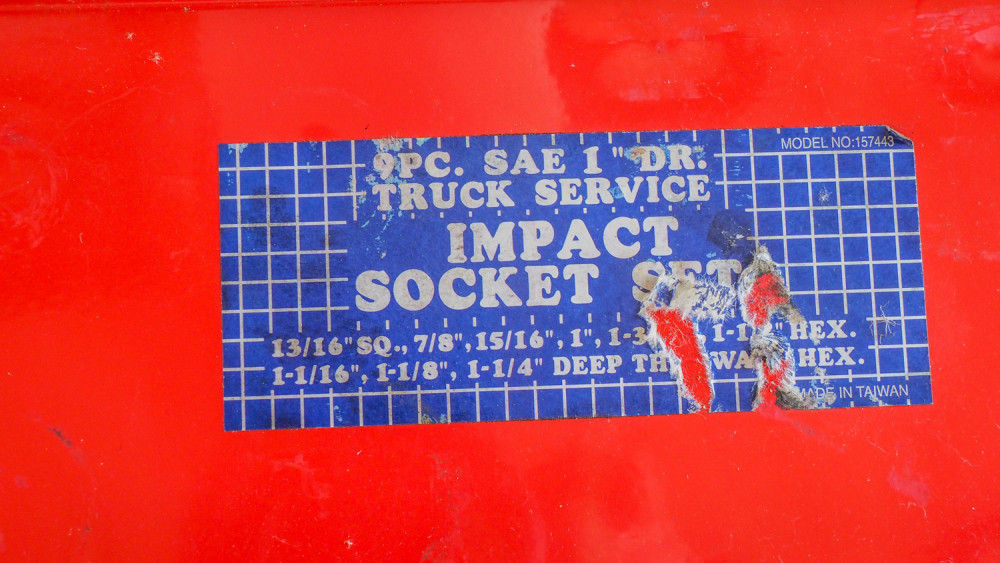 MODEL NO:157443
9PC. SAE 1" DR.
TRUCK SERVICE
IMPACT
SOCKET SET
13/16" SQ., 7/8", 15/16", 1", HEX.
1-1/16", 1-1/8", 1-1/4" DEEP HEX.
MADE IN TAIWAN